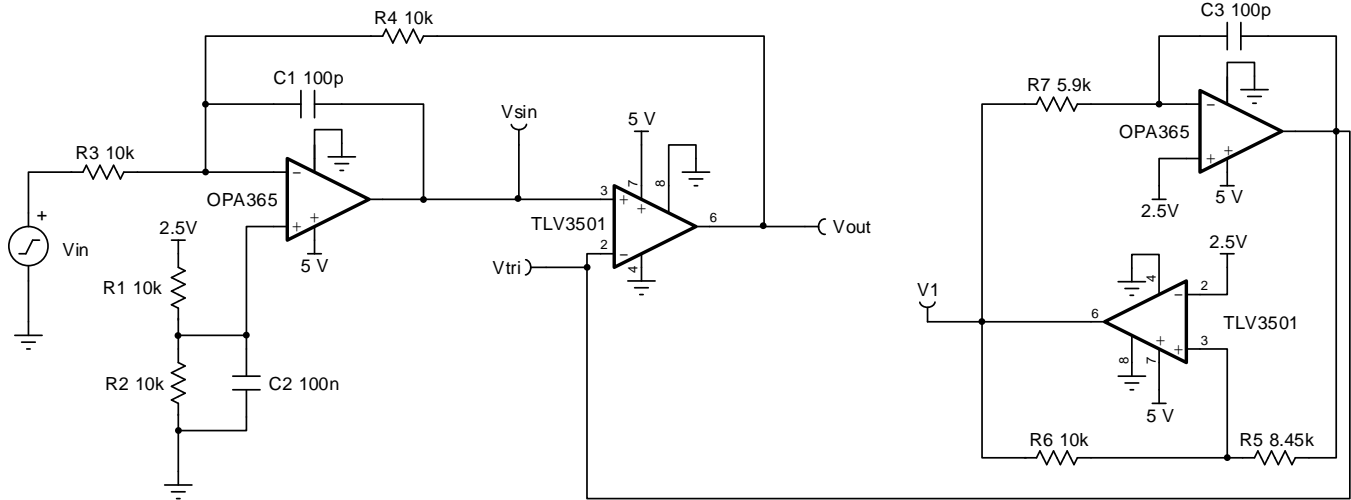 R4 10k
C1 100p
R3 10k
Vsin
5 V
7
8
OPA365
−
+
+
3
+
+
TLV3501
2
−
4
6
Vout
+
Vin
2.5V
5 V
Vtri
R1 10k
R2 10k
C2 100n
C3 100p
R7 5.9k
OPA365
−
+
+
2.5V
5 V
2.5V
V1
4
−
2
6
TLV3501
+
+
3
8
7
5 V
R6 10k
R5 8.45k